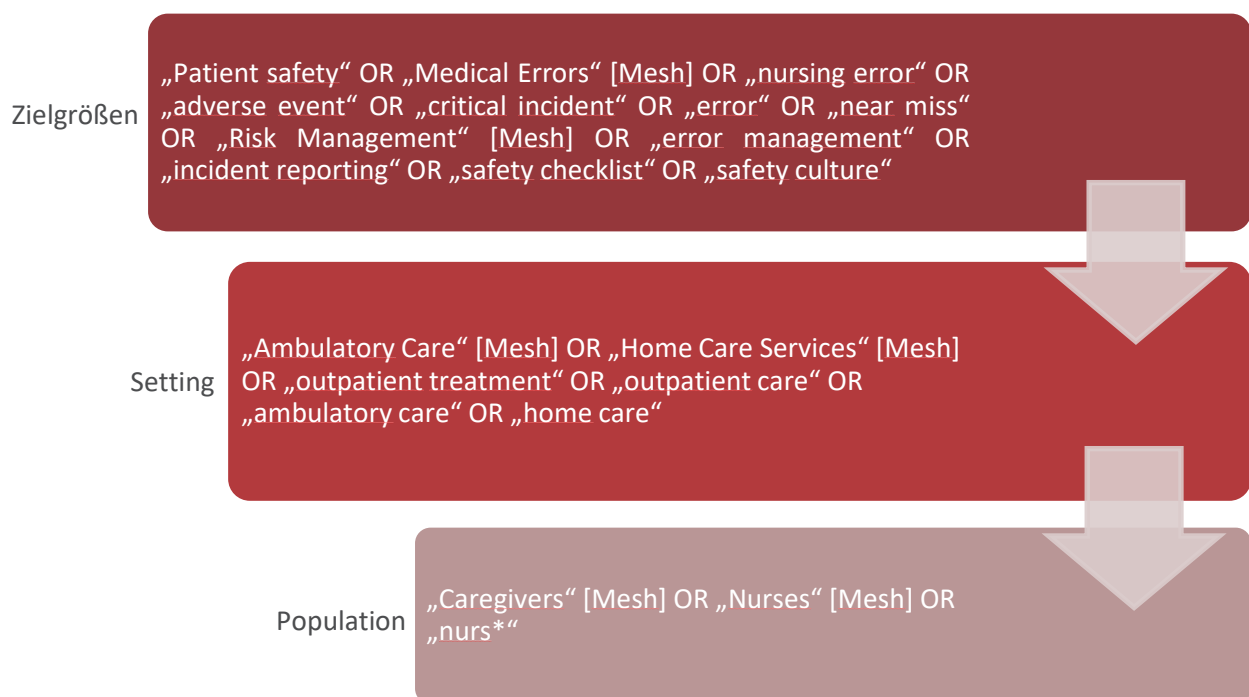 Zielgrößen
„Patient safety“ OR „Medical Errors“ [Mesh] OR „nursing error“ OR
„adverse event“ OR „critical incident“ OR „error“ OR „near miss“
OR „Risk Management“ [Mesh] OR „error management“ OR
„incident reporting“ OR „safety checklist“ OR „safety culture“
Setting
„Ambulatory Care“ [Mesh] OR „Home Care Services“ [Mesh]
OR „outpatient treatment“ OR „outpatient care“ OR
„ambulatory care“ OR „home care“
Population
„Caregivers“ [Mesh] OR „Nurses“ [Mesh] OR
„nurs*“